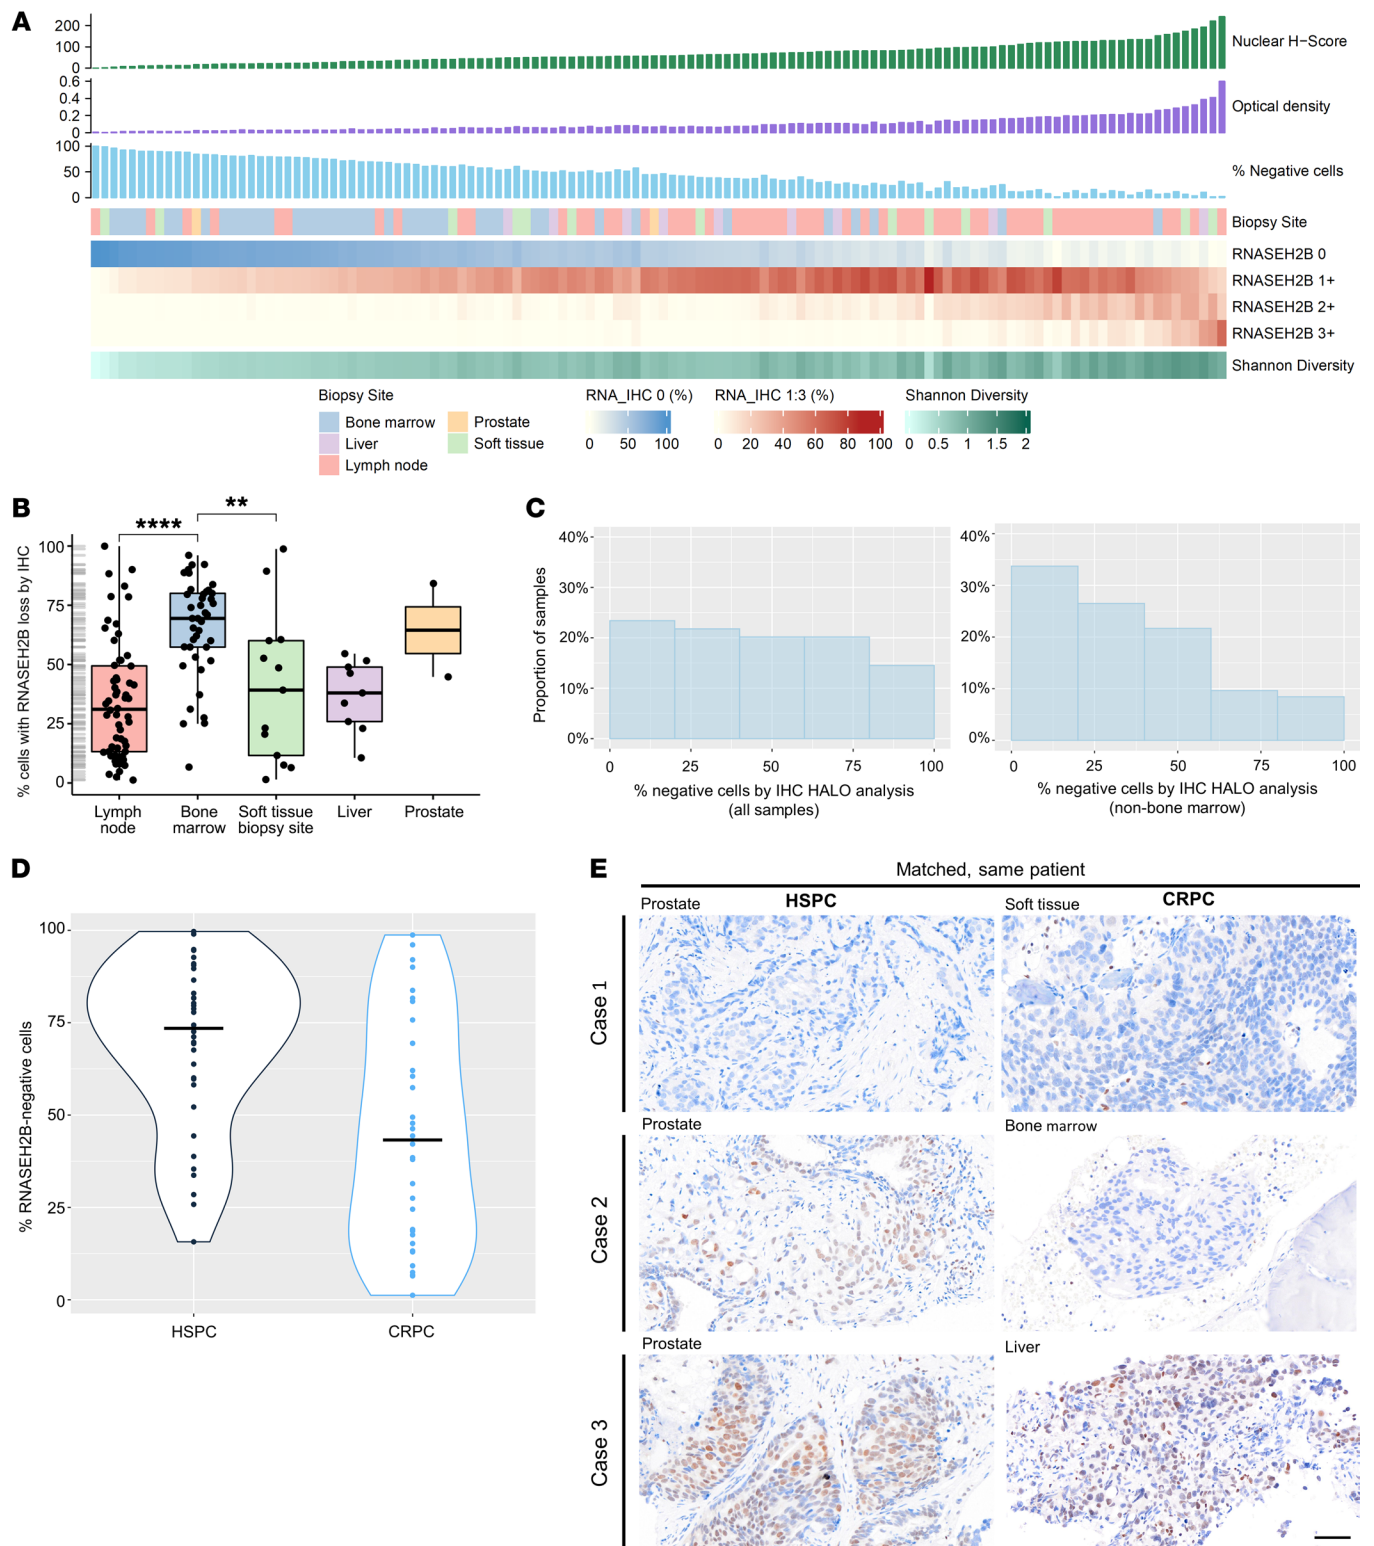 A
200
100
0
Nuclear H–Score
0.6
0.4
0.2
0
Optical density
100
50
0
% Negative cells
Biopsy Site
RNASEH2B 0
RNASEH2B 1+
RNASEH2B 2+
RNASEH2B 3+
Shannon Diversity
Biopsy Site
Bone marrow
Liver
Lymph node
Prostate
Soft tissue
RNA_IHC 0 (%)
0 50 100
RNA_IHC 1:3 (%)
0 20 40 60 80 100
Shannon Diversity
0 0.5 1 1.5 2
B
% cells with RNASEH2B loss by IHC
100
75
50
25
0
****
**
Lymph
node
Bone
marrow
Soft tissue
biopsy site
Liver
Prostate
C
Proportion of samples
40%
30%
20%
10%
0%
0 25 50 75 100
% negative cells by IHC HALO analysis
(all samples)
40%
30%
20%
10%
0%
0 25 50 75 100
% negative cells by IHC HALO analysis
(non-bone marrow)
D
% RNASEH2B-negative cells
100
75
50
25
0
HSPC
CRPC
E
Matched, same patient
HSPC
CRPC
Case 1
Prostate
Soft tissue
Case 2
Prostate
Bone marrow
Case 3
Prostate
Liver